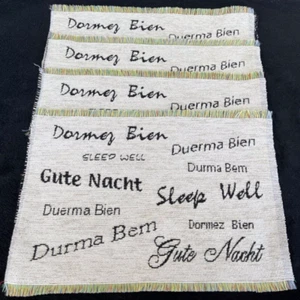 Dormez Bien
Duerma Bien
Dormez Bien
Duerma Bien
Dormez Bien
Duerma Bien
Dormez Bien
SLEEP WELL
Duerma Bien
Gute Nacht
Durma Bem
Sleep Well
Duerma Bien
Durma Bem
Dormez Bien
Gute Nacht